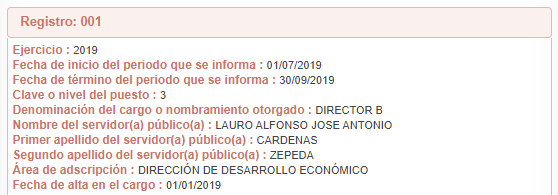 Registro: 001
Ejercicio : 2019
Fecha de inicio del periodo que se informa : 01/07/2019
Fecha de término del periodo que se informa : 30/09/2019
Clave o nivel del puesto : 3
Denominación del cargo o nombramiento otorgado : DIRECTOR B
Nombre del servidor(a) público(a) : LAURO ALFONSO JOSE ANTONIO
Primer apellido del servidor(a) público(a) : CARDENAS
Segundo apellido del servidor(a) público(a) : ZEPEDA
Área de adscripción : DIRECCIÓN DE DESARROLLO ECONÓMICO
Fecha de alta en el cargo : 01/01/2019